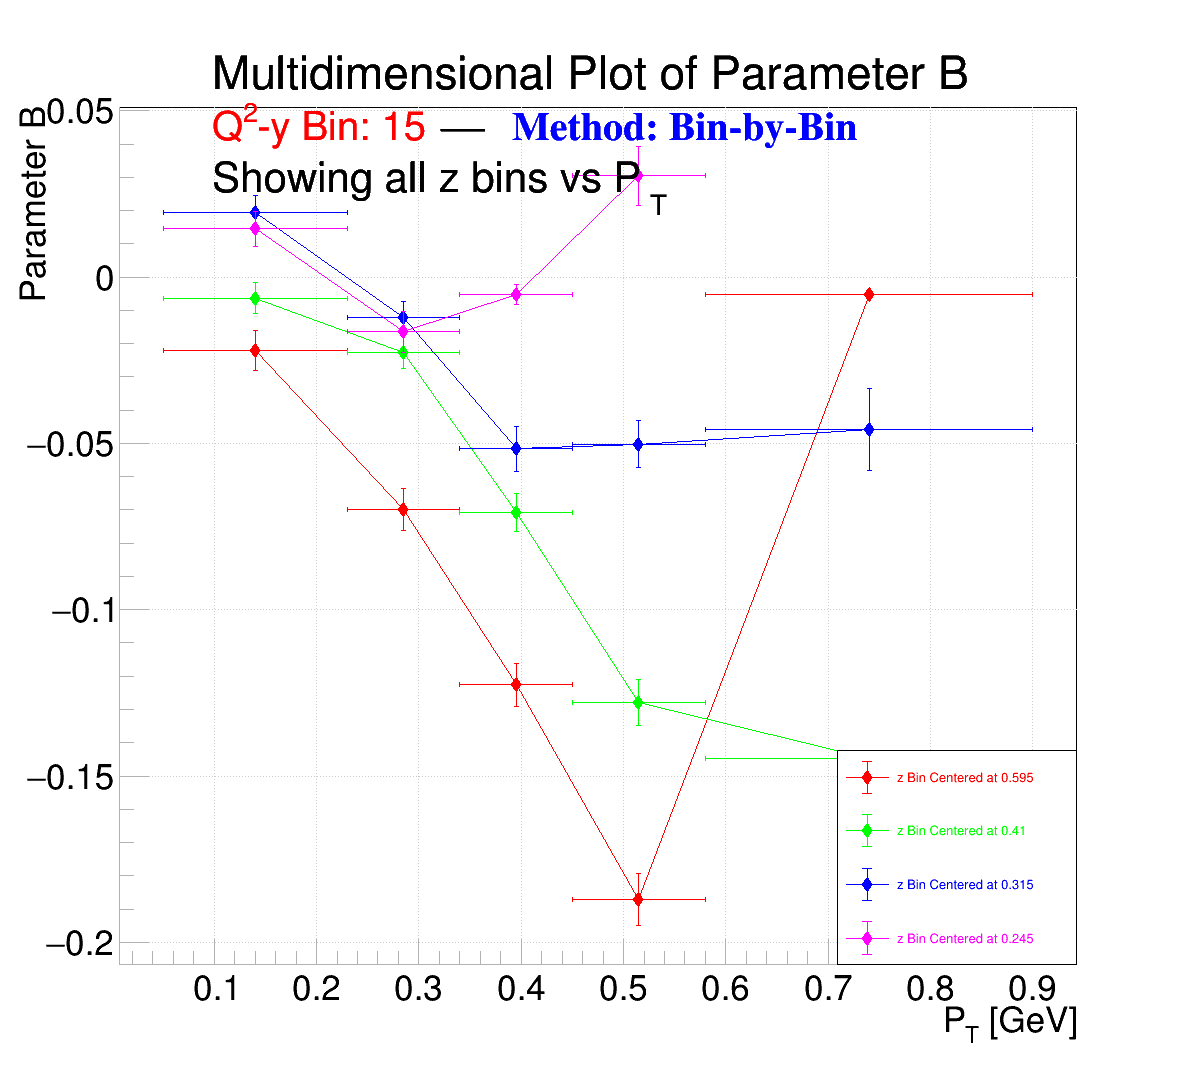 Multidimensional Plot of Parameter B
Q²-y Bin: 15 — Method: Bin-by-Bin
Showing all z bins vs P_T
Parameter B
0.05
0
−0.05
−0.1
−0.15
−0.2
z Bin Centered at 0.595
z Bin Centered at 0.41
z Bin Centered at 0.315
z Bin Centered at 0.245
0.1 0.2 0.3 0.4 0.5 0.6 0.7 0.8 0.9
P_T [GeV]